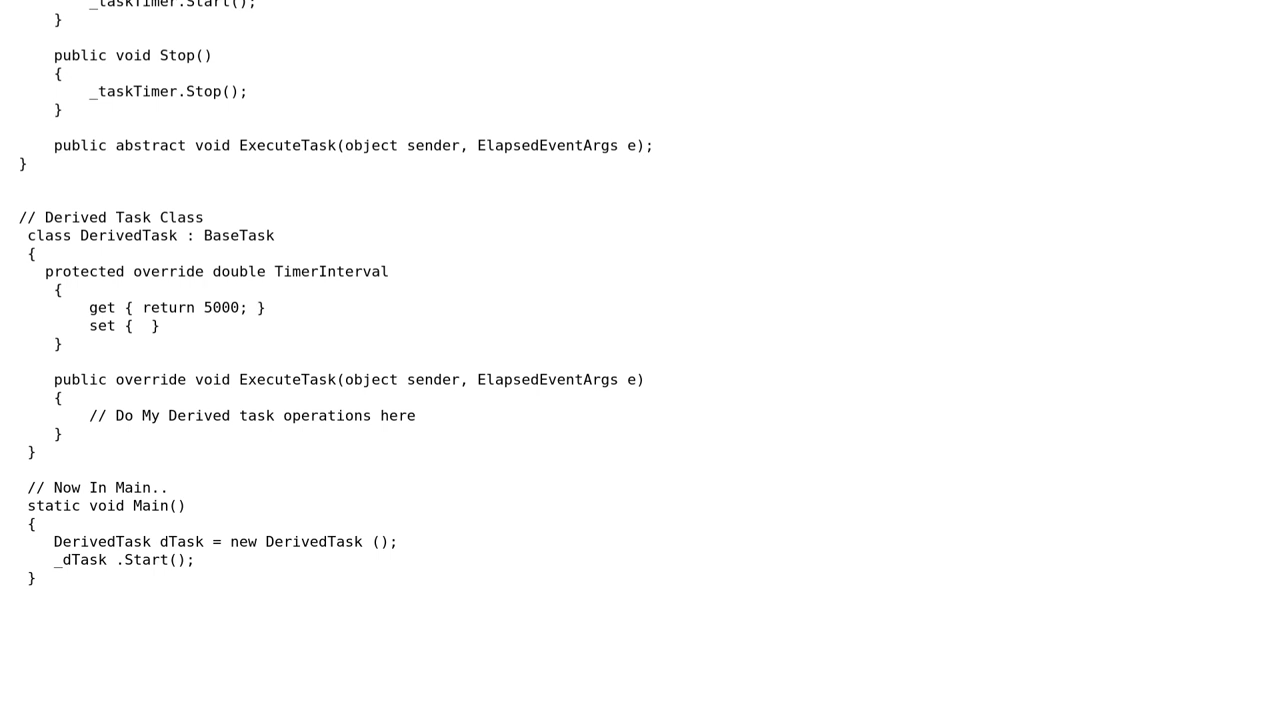 _taskTimer.Start();
}
public void Stop()
{
_taskTimer.Stop();
}
public abstract void ExecuteTask(object sender, ElapsedEventArgs e);
}
// Derived Task Class
class DerivedTask : BaseTask
{
protected override double TimerInterval
{
get { return 5000; }
set {  }
}
public override void ExecuteTask(object sender, ElapsedEventArgs e)
{
// Do My Derived task operations here
}
}
// Now In Main..
static void Main()
{
DerivedTask dTask = new DerivedTask ();
_dTask .Start();
}